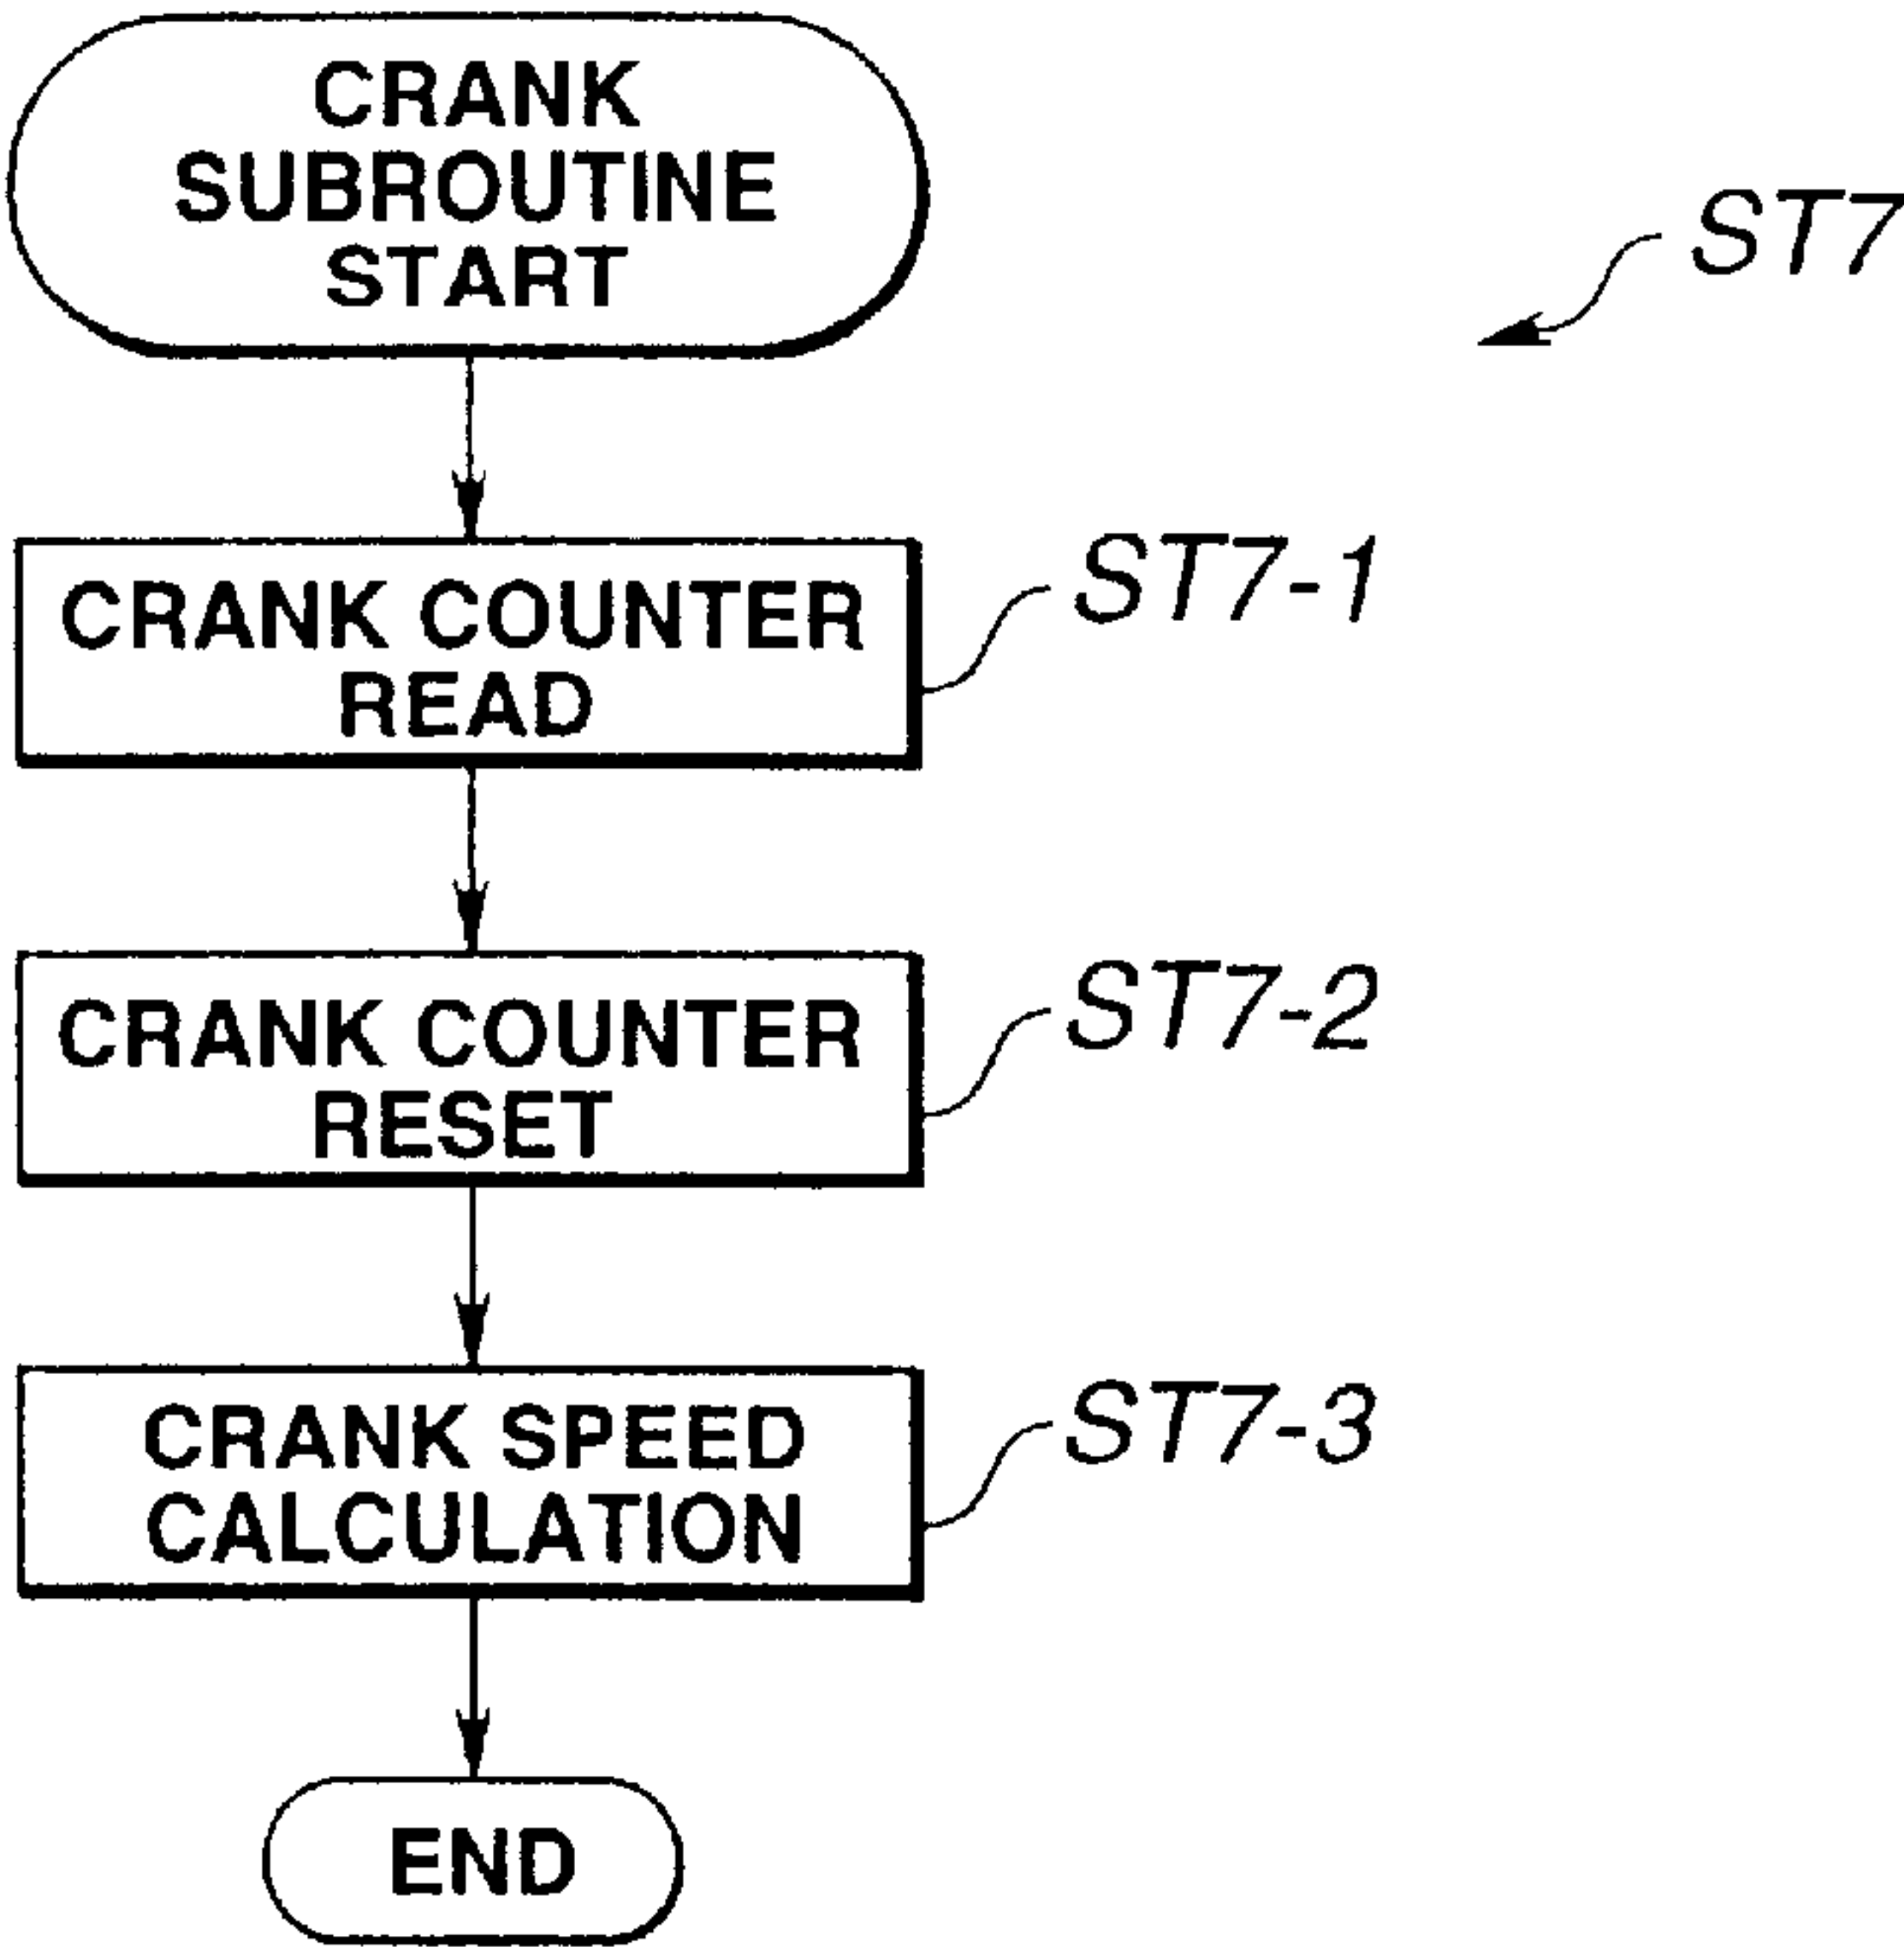 CRANK
SUBROUTINE
START
ST7
CRANK COUNTER
READ
ST7-1
CRANK COUNTER
RESET
ST7-2
CRANK SPEED
CALCULATION
ST7-3
END